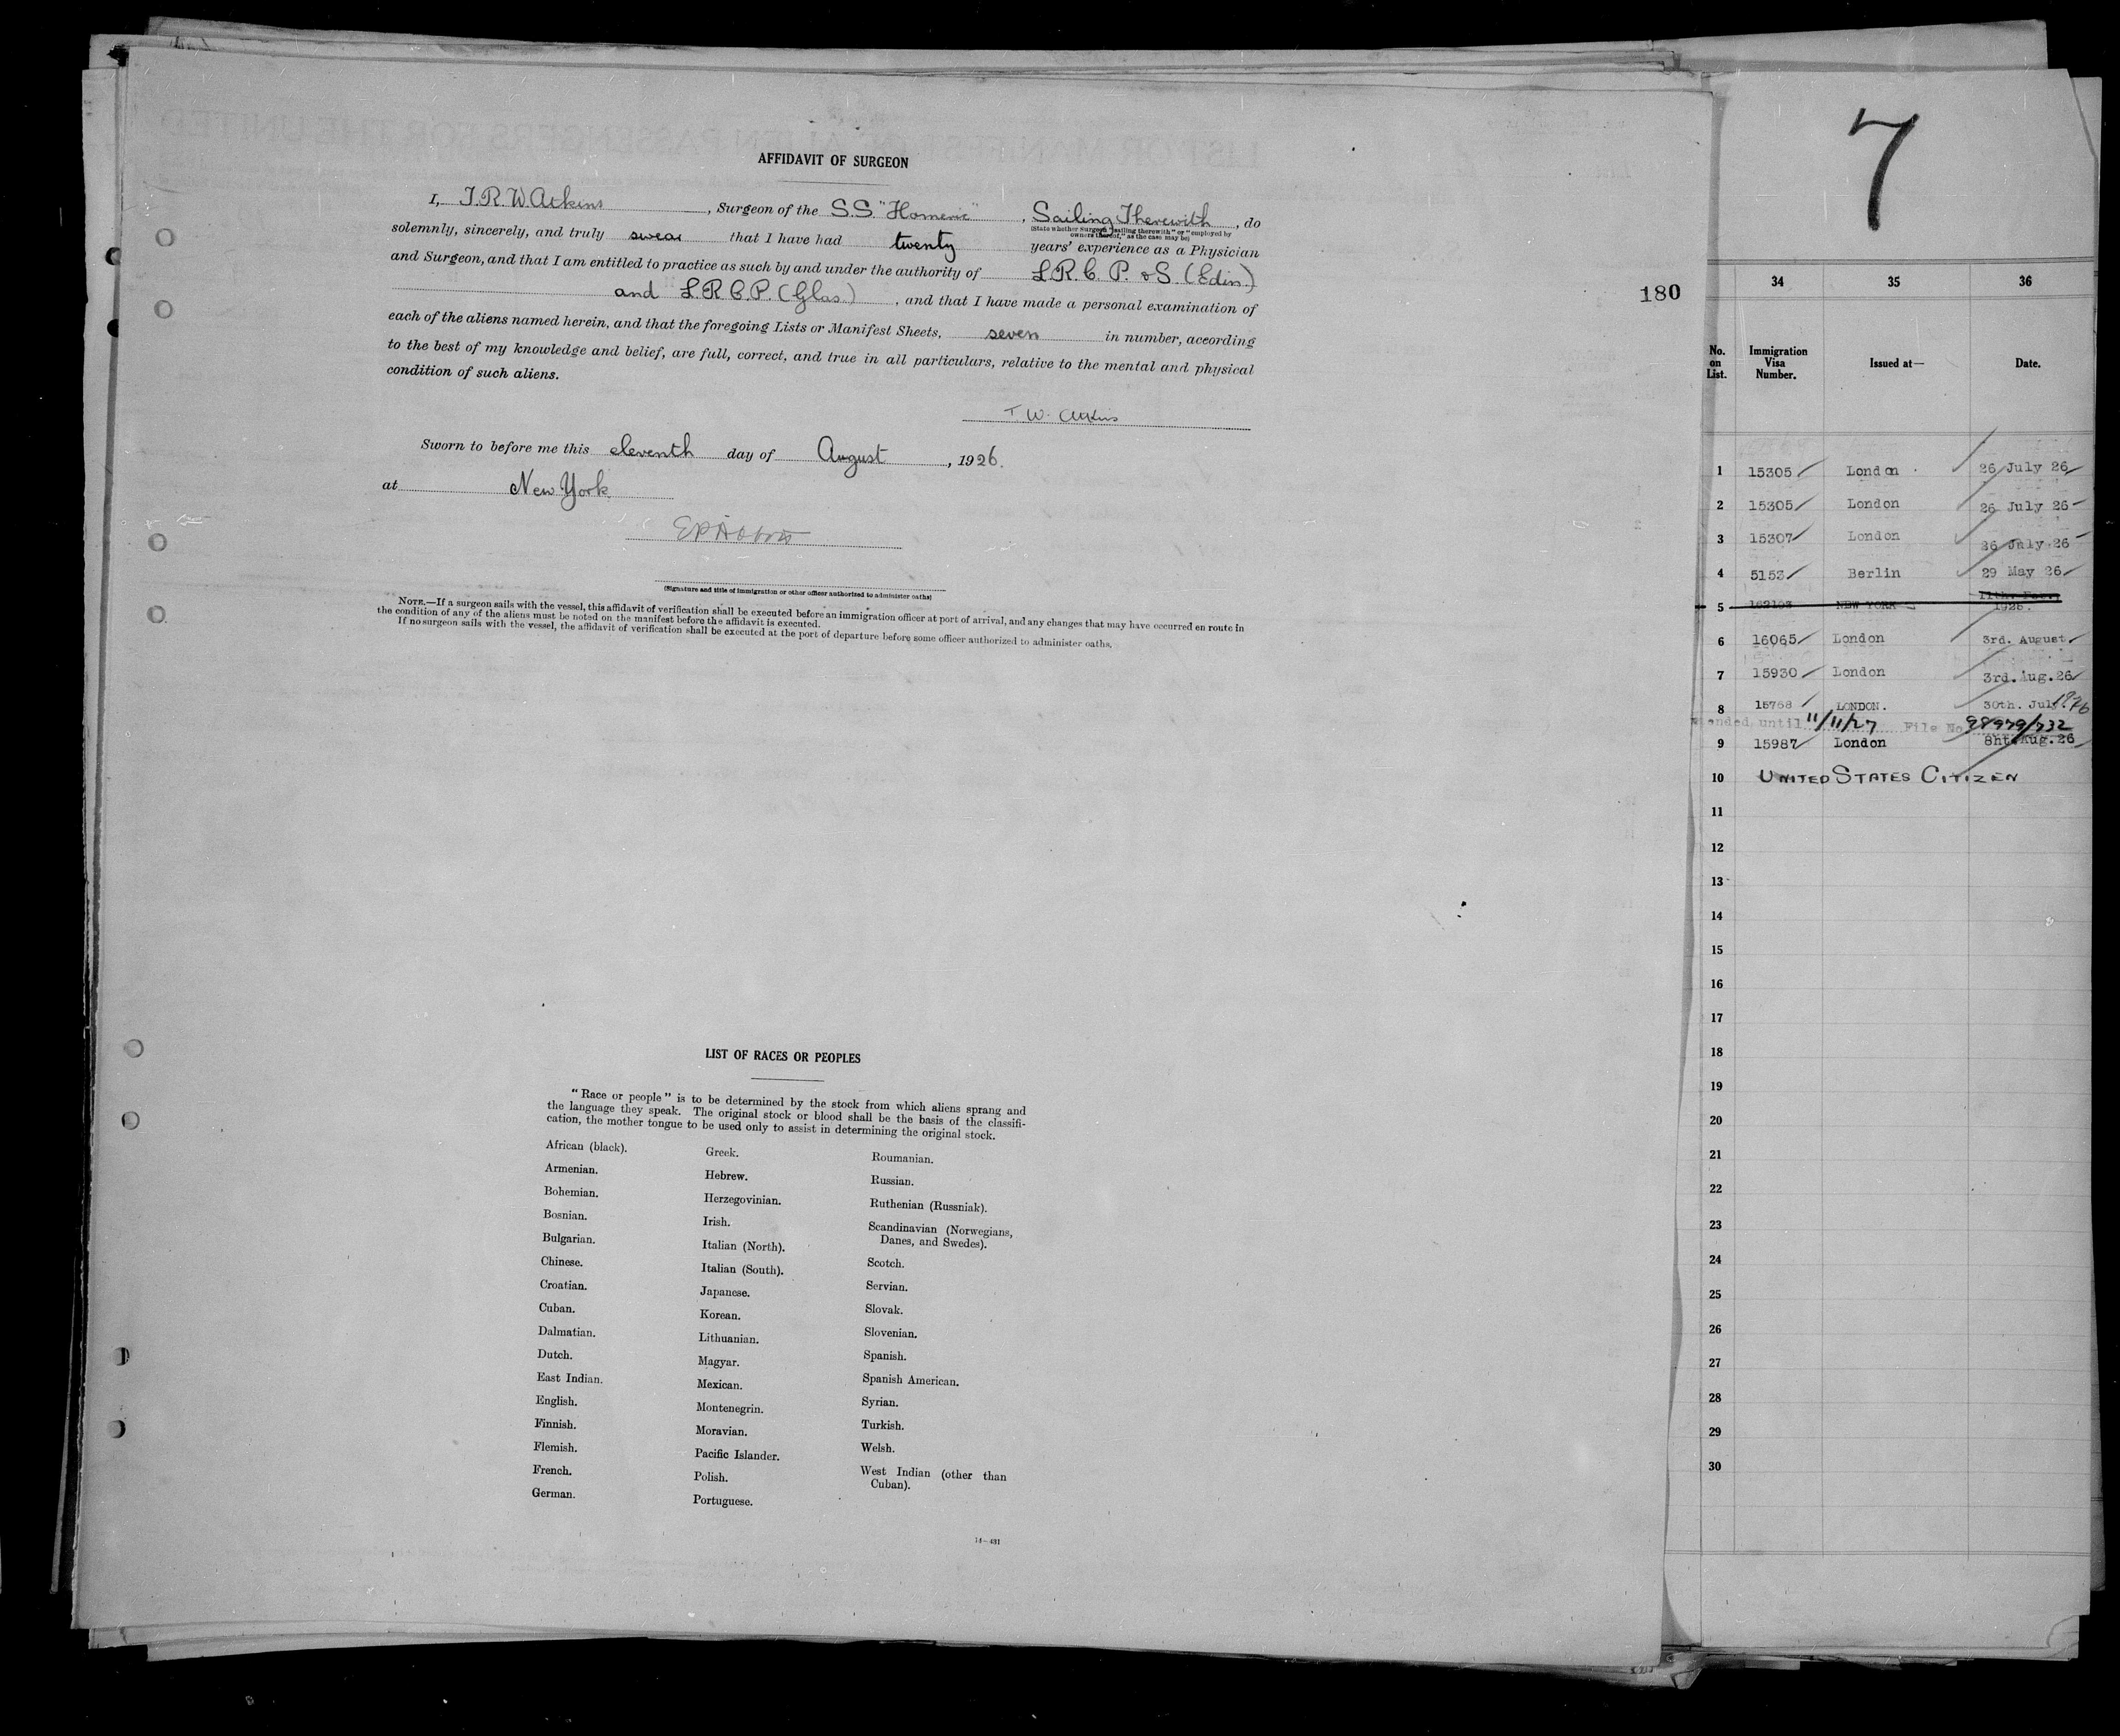 AFFIDAVIT OF SURGEON
I, T.R.W. Atkins, Surgeon of the S.S. "Homeric", Sailing Therewith, do
(State whether Surgeon "sailing therewith" or "employed by
owners thereof," as the case may be)
solemnly, sincerely, and truly swear that I have had twenty years' experience as a Physician
and Surgeon, and that I am entitled to practice as such by and under the authority of L.R.C.P. & S. (Edin.)
and L.R.C.P. (Glas.), and that I have made a personal examination of
each of the aliens named herein, and that the foregoing Lists or Manifest Sheets, seven in number, according
to the best of my knowledge and belief, are full, correct, and true in all particulars, relative to the mental and physical
condition of such aliens.
T W. Atkins
Sworn to before me this eleventh day of August, 1926.
at New York
(Signature and title of immigration or other officer authorized to administer oaths)
NOTE.—If a surgeon sails with the vessel, this affidavit of verification shall be executed before an immigration officer at port of arrival, and any changes that may have occurred en route in
the condition of any of the aliens must be noted on the manifest before the affidavit is executed.
If no surgeon sails with the vessel, the affidavit of verification shall be executed at the port of departure before some officer authorized to administer oaths.
180
LIST OF RACES OR PEOPLES
"Race or people" is to be determined by the stock from which aliens sprang and
the language they speak. The original stock or blood shall be the basis of the classifi-
cation, the mother tongue to be used only to assist in determining the original stock.
African (black).
Armenian.
Bohemian.
Bosnian.
Bulgarian.
Chinese.
Croatian.
Cuban.
Dalmatian.
Dutch.
East Indian.
English.
Finnish.
Flemish.
French.
German.
Greek.
Hebrew.
Herzegovinian.
Irish.
Italian (North).
Italian (South).
Japanese.
Korean.
Lithuanian.
Magyar.
Mexican.
Montenegrin.
Moravian.
Pacific Islander.
Polish.
Portuguese.
Roumanian.
Russian.
Ruthenian (Russniak).
Scandinavian (Norwegians,
Danes, and Swedes).
Scotch.
Servian.
Slovak.
Slovenian.
Spanish.
Spanish American.
Syrian.
Turkish.
Welsh.
West Indian (other than
Cuban).
14—431
7
34 35 36
No. on List. Immigration Visa Number. Issued at— Date.
1 15305 London 26 July 26
2 15305 London 26 July 26
3 15307 London 26 July 26
4 5153 Berlin 29 May 26
5 NEW YORK 11th. Feb. 1926.
6 16065 London 3rd. August
7 15930 London 3rd. Aug. 26
8 15768 LONDON. 30th. July 1926
until 11/11/27 File No 98979/732
9 15987 London 8ht. Aug. 26
10 UNITED STATES CITIZEN
11
12
13
14
15
16
17
18
19
20
21
22
23
24
25
26
27
28
29
30